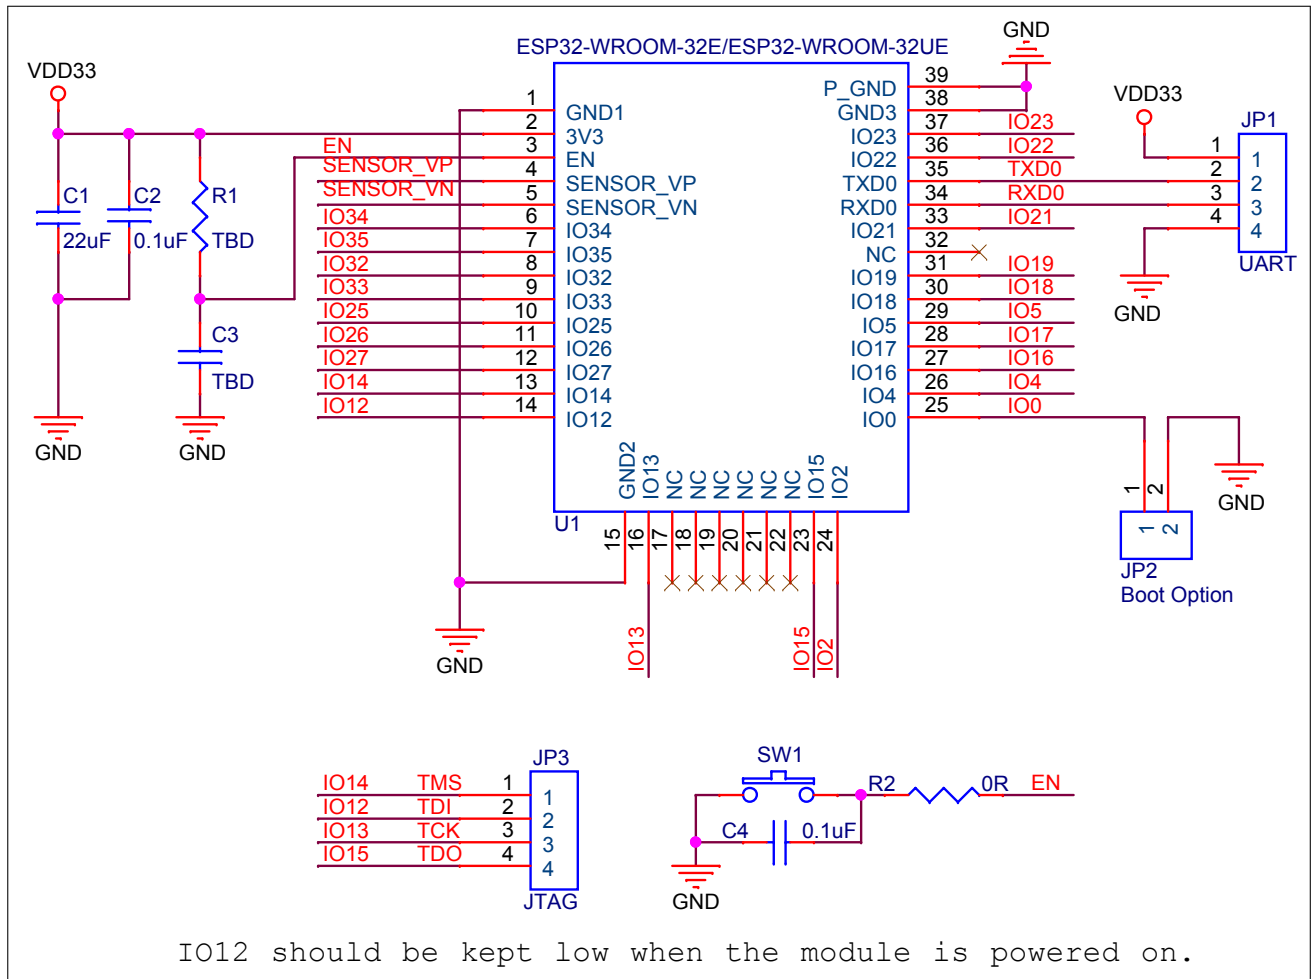 GND
ESP32-WROOM-32E/ESP32-WROOM-32UE
VDD33
VDD33
JP1
1 GND1
2 3V3
EN 3 EN
SENSOR_VP 4 SENSOR_VP
SENSOR_VN 5 SENSOR_VN
IO34 6 IO34
IO35 7 IO35
IO32 8 IO32
IO33 9 IO33
IO25 10 IO25
IO26 11 IO26
IO27 12 IO27
IO14 13 IO14
IO12 14 IO12
P_GND 39
GND3 38
IO23 37 IO23
IO22 36 IO22
TXD0 35 TXD0
RXD0 34 RXD0
IO21 33 IO21
NC 32
IO19 31 IO19
IO18 30 IO18
IO5 29 IO5
IO17 28 IO17
IO16 27 IO16
IO4 26 IO4
IO0 25 IO0
1 1
2 2
3 3
4 4
UART
GND
C1
22uF
C2
0.1uF
R1
TBD
C3
TBD
GND
GND
GND2 IO13 NC NC NC NC NC NC IO15 IO2
U1
15 16 17 18 19 20 21 22 23 24
IO13
IO15
IO2
GND
GND
1 2
1 2
JP2
Boot Option
JP3
IO14 TMS 1 1
IO12 TDI 2 2
IO13 TCK 3 3
IO15 TDO 4 4
JTAG
SW1
R2 0R EN
C4 0.1uF
GND
IO12 should be kept low when the module is powered on.